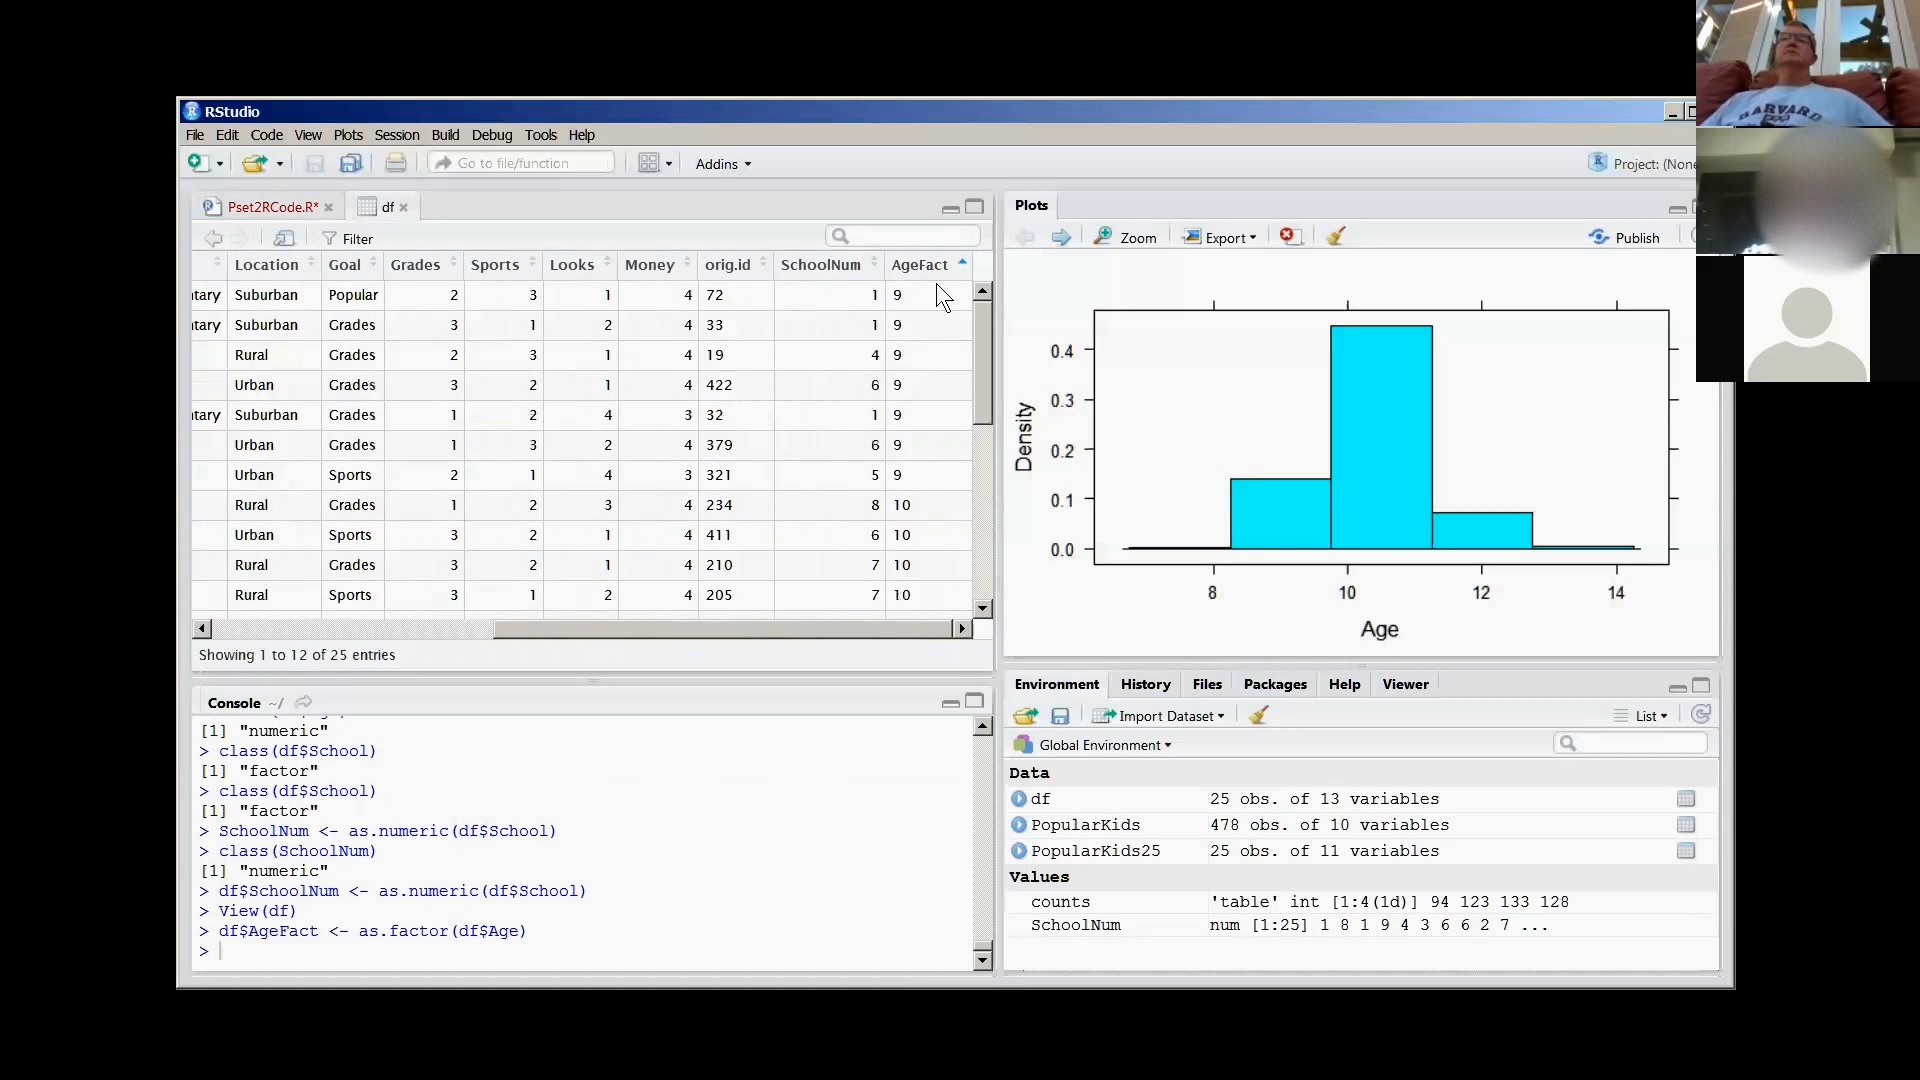 RStudio
File Edit Code View Plots Session Build Debug Tools Help
Go to file/function Addins Project: (None
Pset2RCode.R* df
Filter
Location Goal Grades Sports Looks Money orig.id SchoolNum AgeFact
ntary Suburban Popular 2 3 1 4 72 1 9
ntary Suburban Grades 3 1 2 4 33 1 9
Rural Grades 2 3 1 4 19 4 9
Urban Grades 3 2 1 4 422 6 9
ntary Suburban Grades 1 2 4 3 32 1 9
Urban Grades 1 3 2 4 379 6 9
Urban Sports 2 1 4 3 321 5 9
Rural Grades 1 2 3 4 234 8 10
Urban Sports 3 2 1 4 411 6 10
Rural Grades 3 2 1 4 210 7 10
Rural Sports 3 1 2 4 205 7 10
Showing 1 to 12 of 25 entries
Console ~/
[1] "numeric"
> class(df$School)
[1] "factor"
> class(df$School)
[1] "factor"
> SchoolNum <- as.numeric(df$School)
> class(SchoolNum)
[1] "numeric"
> df$SchoolNum <- as.numeric(df$School)
> View(df)
> df$AgeFact <- as.factor(df$Age)
>
Plots
Zoom Export Publish
Density
0.4
0.3
0.2
0.1
0.0
8 10 12 14
Age
Environment History Files Packages Help Viewer
Import Dataset List
Global Environment
Data
df 25 obs. of 13 variables
PopularKids 478 obs. of 10 variables
PopularKids25 25 obs. of 11 variables
Values
counts 'table' int [1:4(1d)] 94 123 133 128
SchoolNum num [1:25] 1 8 1 9 4 3 6 6 2 7 ...
HARVARD